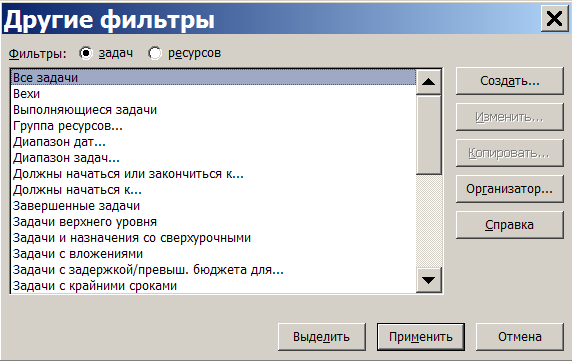 Другие фильтры
Фильтры: задач ресурсов
Все задачи
Вехи
Выполняющиеся задачи
Группа ресурсов...
Диапазон дат...
Диапазон задач...
Должны начаться или закончиться к...
Должны начаться к...
Завершенные задачи
Задачи верхнего уровня
Задачи и назначения со сверхурочными
Задачи с вложениями
Задачи с задержкой/превыш. бюджета для...
Задачи с крайними сроками
Создать...
Изменить...
Копировать...
Организатор...
Справка
Выделить Применить Отмена